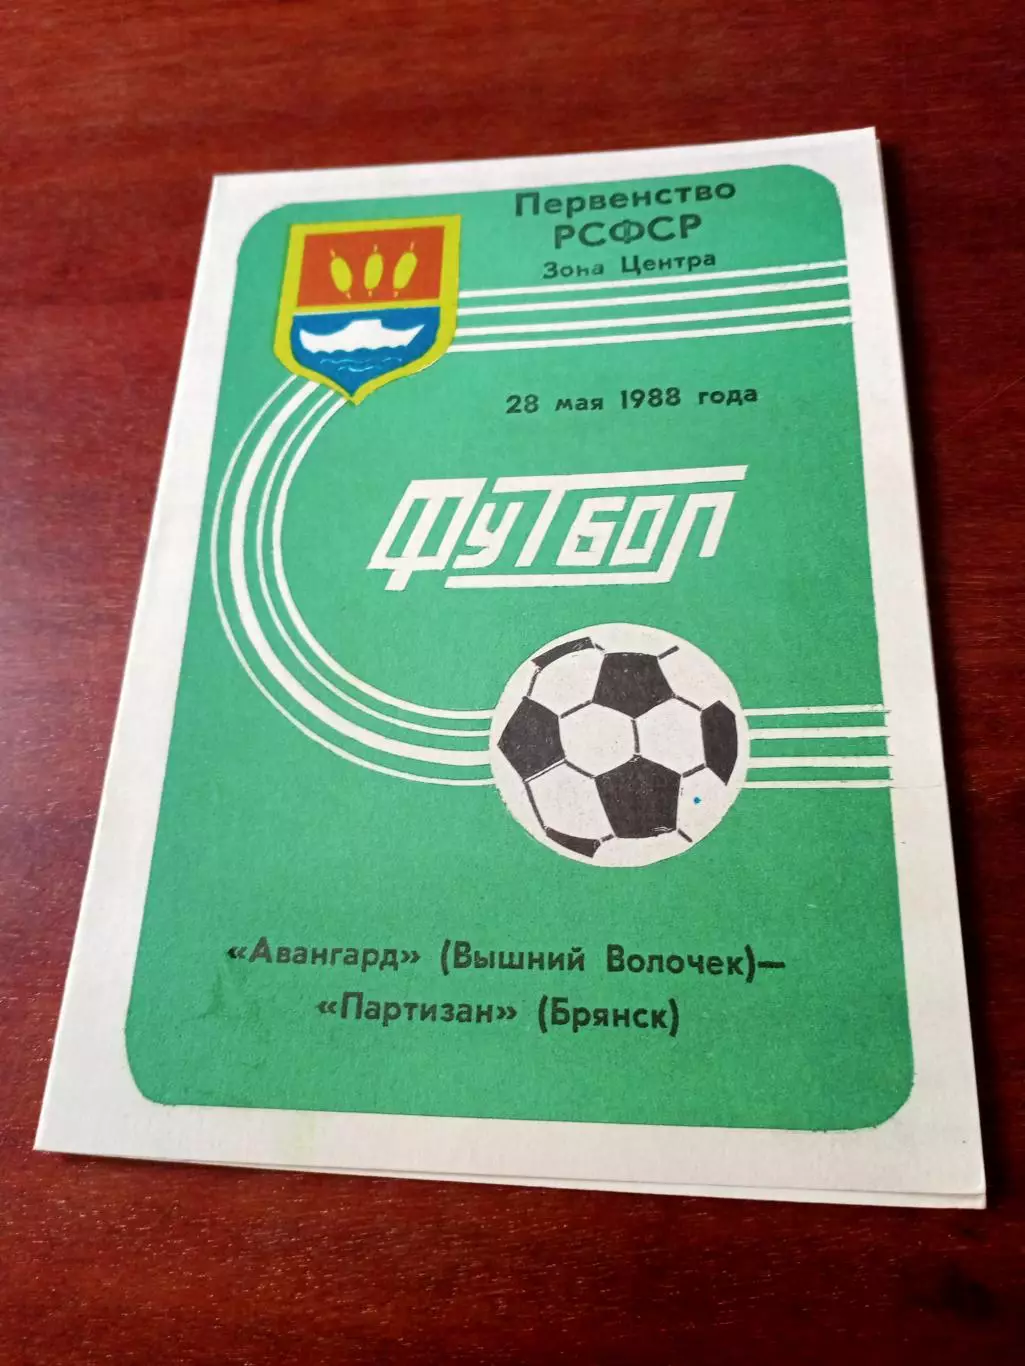 Первенство
РСФСР
Зона Центра
28 мая 1988 года
ФУТБОЛ
«Авангард» (Вышний Волочек)—
«Партизан» (Брянск)